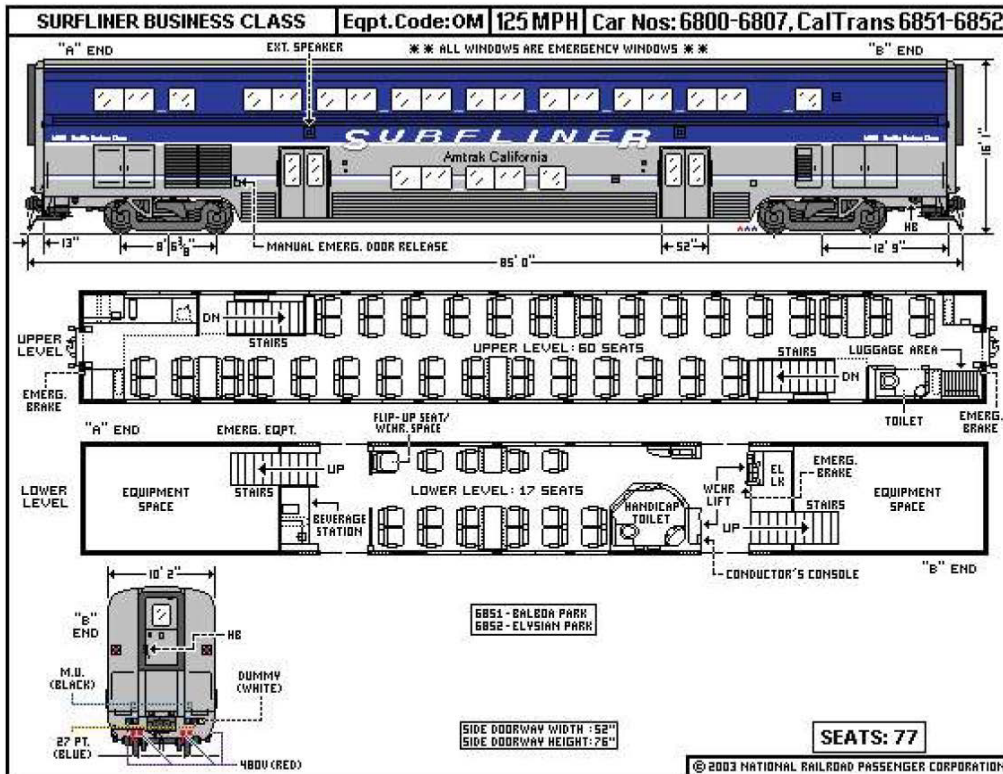 SURFLINER BUSINESS CLASS
Eqpt.Code:OM
125 MPH
Car Nos: 6800-6807, CalTrans 6851-6852
"A" END
EXT. SPEAKER
* * ALL WINDOWS ARE EMERGENCY WINDOWS * *
"B" END
SURFLINER
Amtrak California
16' 1"
13"
8' 6 3/8"
MANUAL EMERG. DOOR RELEASE
52"
HB
12' 9"
85' 0"
UPPER LEVEL
DN
STAIRS
UPPER LEVEL: 60 SEATS
STAIRS
DN
LUGGAGE AREA
EMERG. BRAKE
TOILET
EMERG. BRAKE
"A" END
EMERG. EQPT.
FLIP-UP SEAT/
WCHR. SPACE
LOWER LEVEL
EQUIPMENT SPACE
UP
STAIRS
BEVERAGE STATION
LOWER LEVEL: 17 SEATS
HANDICAP TOILET
WCHR LIFT
EL LK
EMERG. BRAKE
STAIRS
UP
EQUIPMENT SPACE
CONDUCTOR'S CONSOLE
"B" END
10' 2"
"B" END
HB
M.U.
(BLACK)
DUMMY
(WHITE)
27 PT.
(BLUE)
480V (RED)
6851 - BALBOA PARK
6852 - ELYSIAN PARK
SIDE DOORWAY WIDTH : 52"
SIDE DOORWAY HEIGHT: 76"
SEATS: 77
© 2003 NATIONAL RAILROAD PASSENGER CORPORATION